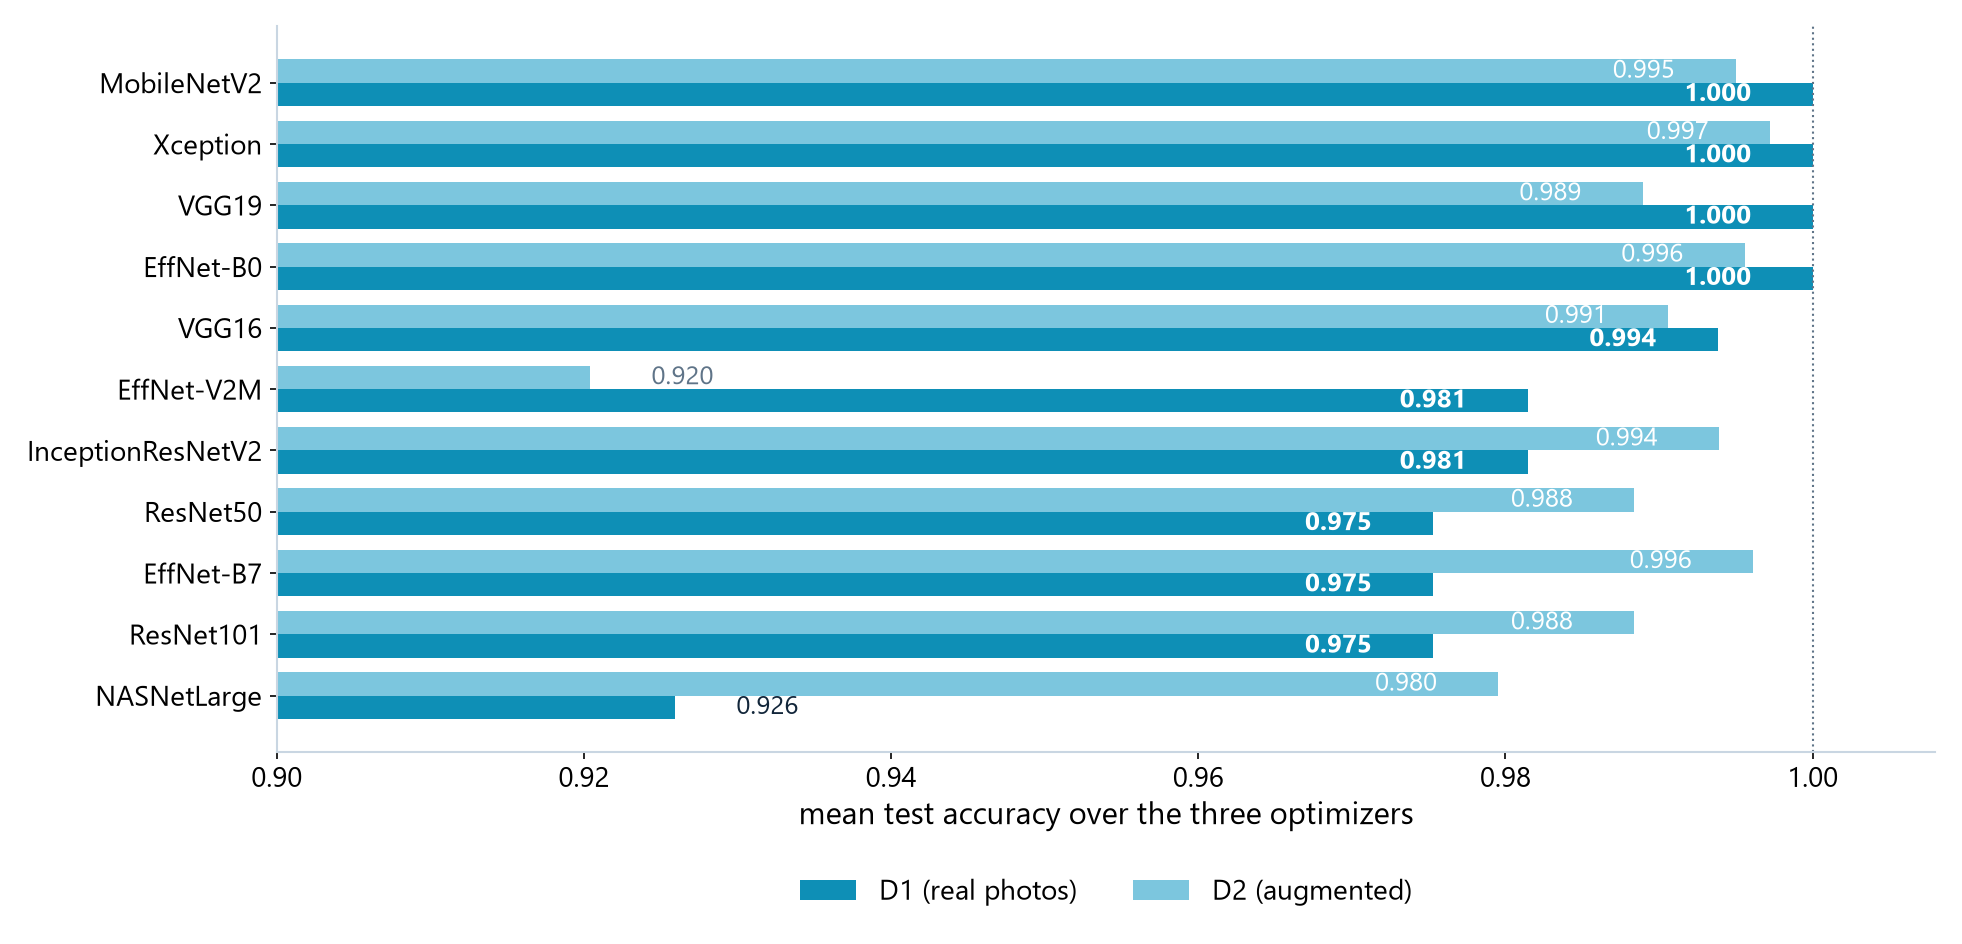 0.995
MobileNetV2
1.000
0.997
Xception
1.000
0.989
VGG19
1.000
0.996
EffNet-B0
1.000
0.991
VGG16
0.994
0.920
EffNet-V2M
0.981
0.994
InceptionResNetV2
0.981
0.988
ResNet50
0.975
0.996
EffNet-B7
0.975
0.988
ResNet101
0.975
0.980
NASNetLarge
0.926
0.90 0.92 0.94 0.96 0.98 1.00
mean test accuracy over the three optimizers
D1 (real photos) D2 (augmented)